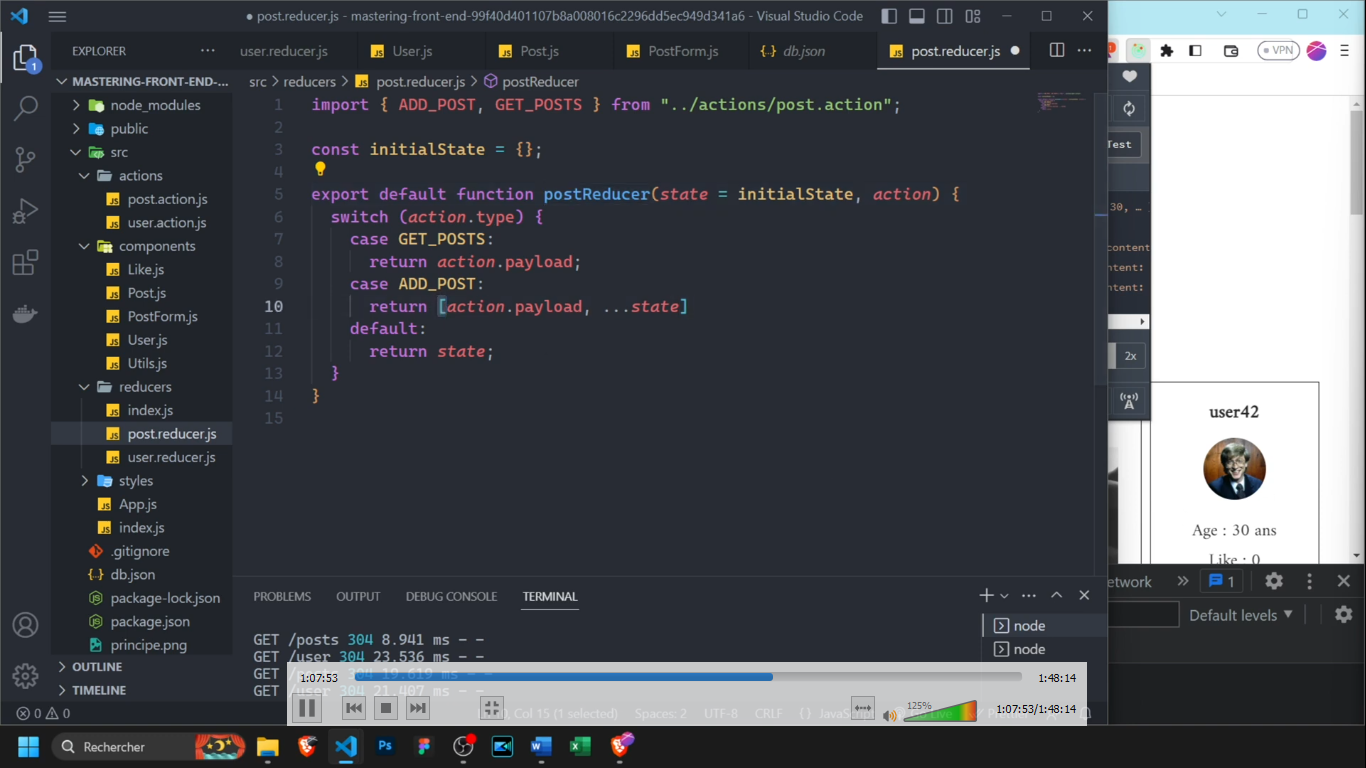 post.reducer.js - mastering-front-end-99f40d401107b8a008016c2296dd5ec949d341a6 - Visual Studio Code
EXPLORER
user.reducer.js
User.js
Post.js
PostForm.js
db.json
post.reducer.js
1
MASTERING-FRONT-END-...
src > reducers > post.reducer.js > postReducer
node_modules
public
src
actions
post.action.js
user.action.js
components
Like.js
Post.js
PostForm.js
User.js
Utils.js
reducers
index.js
post.reducer.js
user.reducer.js
styles
App.js
index.js
.gitignore
db.json
package-lock.json
package.json
principe.png
OUTLINE
TIMELINE
1 import { ADD_POST, GET_POSTS } from "../actions/post.action";
2
3 const initialState = {};
4
5 export default function postReducer(state = initialState, action) {
6 switch (action.type) {
7 case GET_POSTS:
8 return action.payload;
9 case ADD_POST:
10 return [action.payload, ...state]
11 default:
12 return state;
13 }
14 }
15
PROBLEMS
OUTPUT
DEBUG CONSOLE
TERMINAL
GET /posts 304 8.941 ms - -
GET /user 304 23.536 ms - -
GET /posts 304 19.619 ms - -
GET /user 304 21.407 ms - -
node
node
1:07:53
1:48:14
125%
1:07:53/1:48:14
0 0
Col 15 (1 selected)
Spaces: 2
UTF-8
CRLF
{ }
VPN
Test
30, …
content
ntent:
ntent:
2x
user42
Age : 30 ans
Like : 0
etwork
1
Default levels
Rechercher
Ps